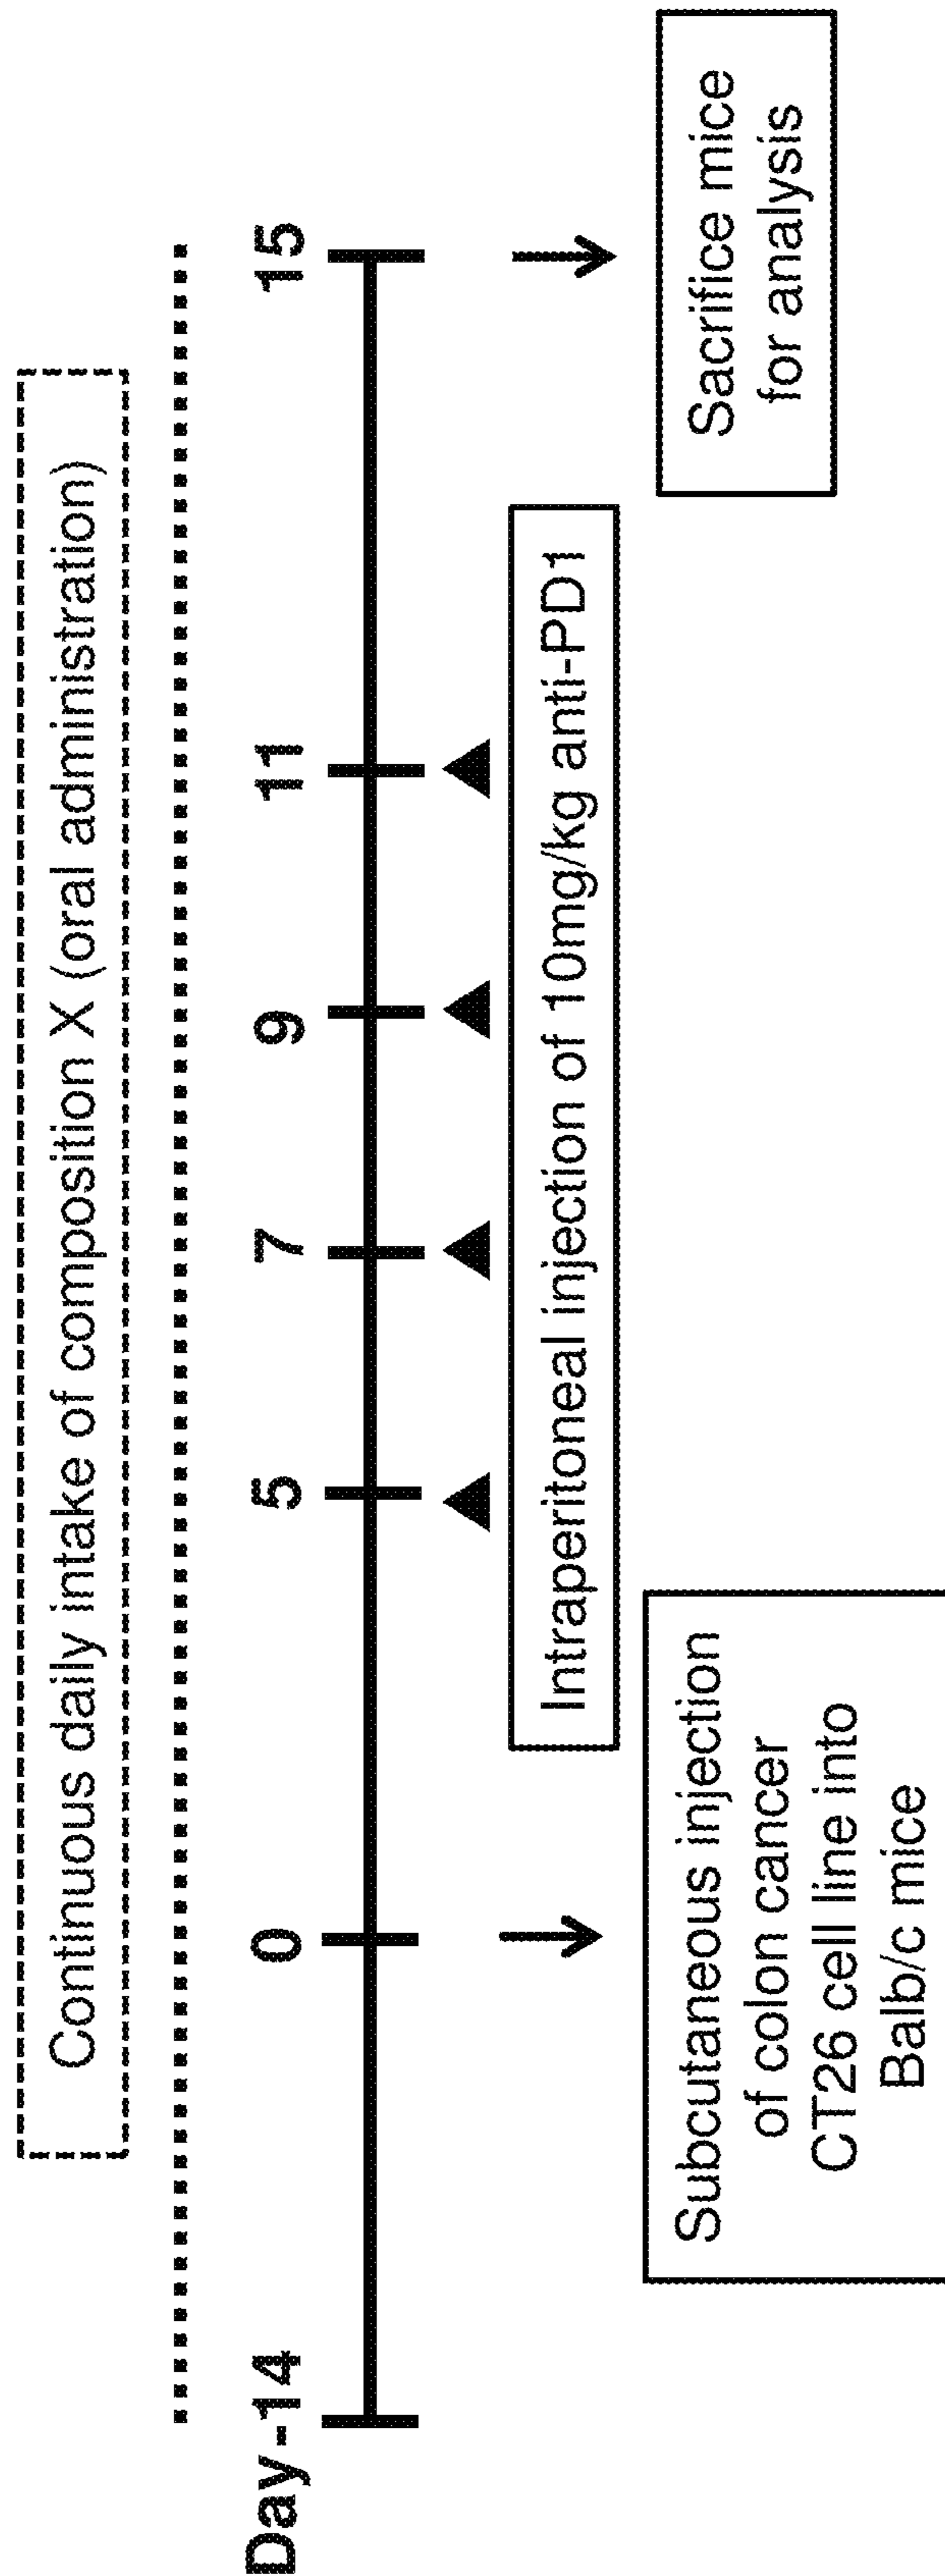 Continuous daily intake of composition X (oral administration)
Day -14 0 5 7 9 11 15
Intraperitoneal injection of 10mg/kg anti-PD1
Subcutaneous injection
of colon cancer
CT26 cell line into
Balb/c mice
Sacrifice mice
for analysis